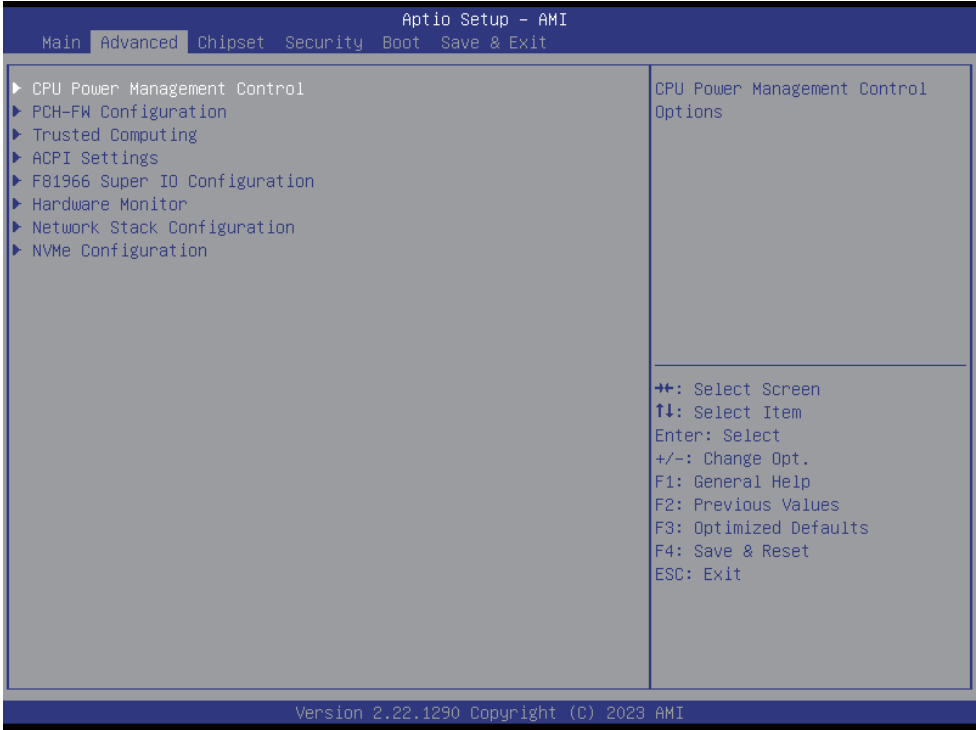 Aptio Setup – AMI
Main Advanced Chipset Security Boot Save & Exit
CPU Power Management Control
PCH-FW Configuration
Trusted Computing
ACPI Settings
F81966 Super IO Configuration
Hardware Monitor
Network Stack Configuration
NVMe Configuration
CPU Power Management Control
Options
→←: Select Screen
↑↓: Select Item
Enter: Select
+/-: Change Opt.
F1: General Help
F2: Previous Values
F3: Optimized Defaults
F4: Save & Reset
ESC: Exit
Version 2.22.1290 Copyright (C) 2023 AMI